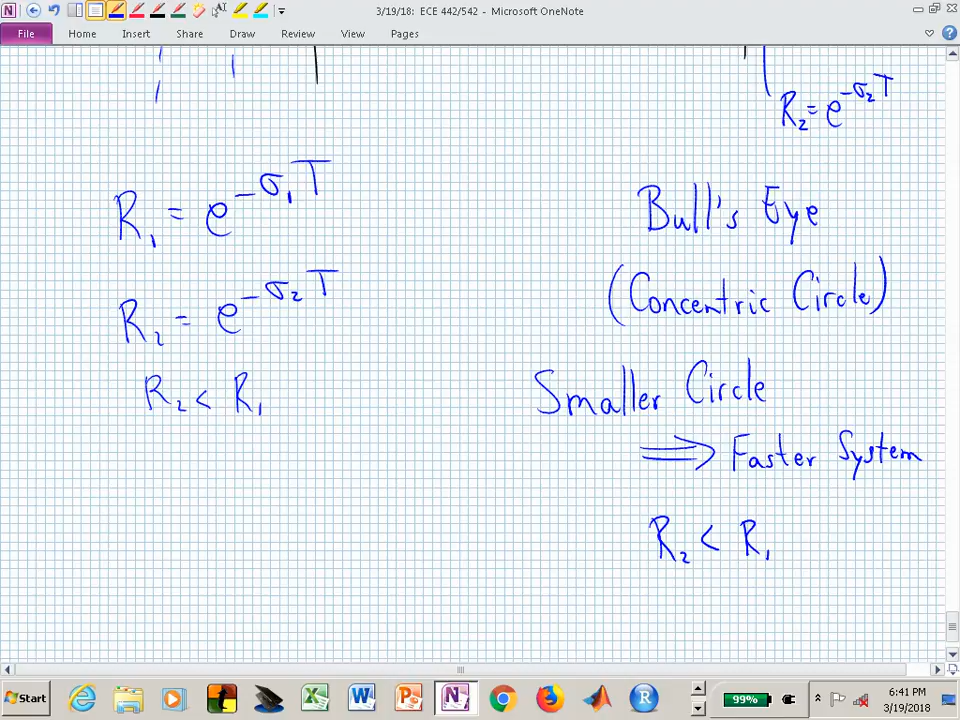 3/19/18: ECE 442/542 - Microsoft OneNote
File Home Insert Share Draw Review View Pages
R₂ = e^{-σ₂T}
R₁ = e^{-σ₁T}
R₂ = e^{-σ₂T}
R₂ < R₁
Bull's Eye
(Concentric Circle)
Smaller Circle
⟹ Faster System
R₂ < R₁
Start
99%
6:41 PM
3/19/2018